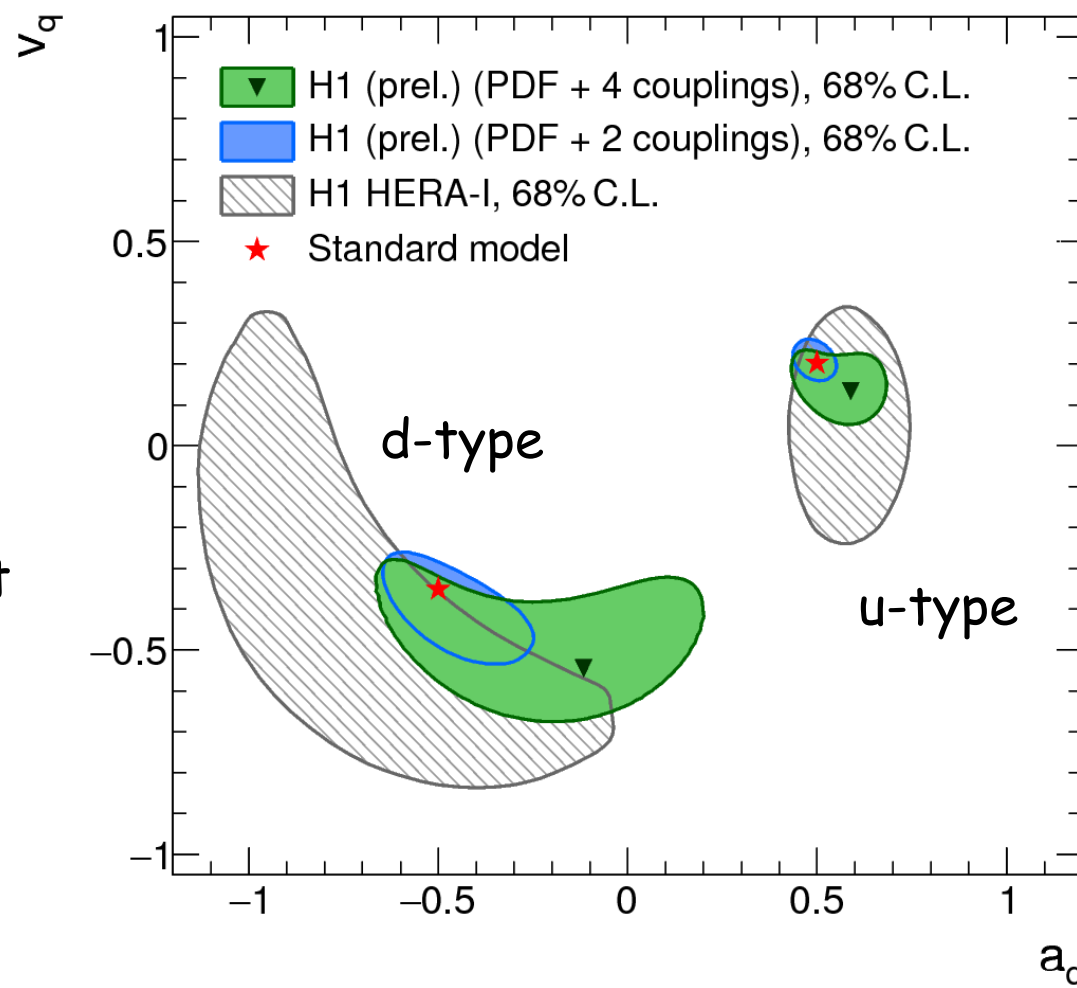 v_q
1
H1 (prel.) (PDF + 4 couplings), 68% C.L.
H1 (prel.) (PDF + 2 couplings), 68% C.L.
H1 HERA-I, 68% C.L.
0.5
Standard model
d-type
0
u-type
−0.5
−1
−1 −0.5 0 0.5 1
a